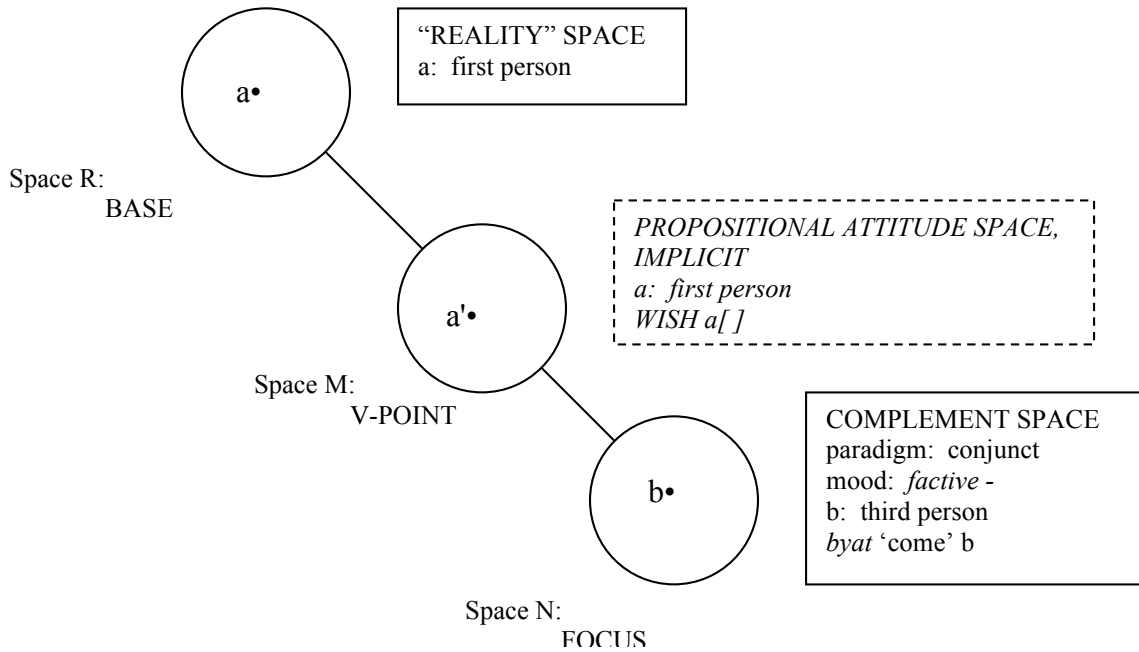 “REALITY” SPACE
a: first person
a•
Space R:
BASE
PROPOSITIONAL ATTITUDE SPACE,
IMPLICIT
a: first person
WISH a[ ]
a'•
Space M:
V-POINT
COMPLEMENT SPACE
paradigm: conjunct
mood: factive -
b: third person
byat ‘come’ b
b•
Space N:
FOCUS